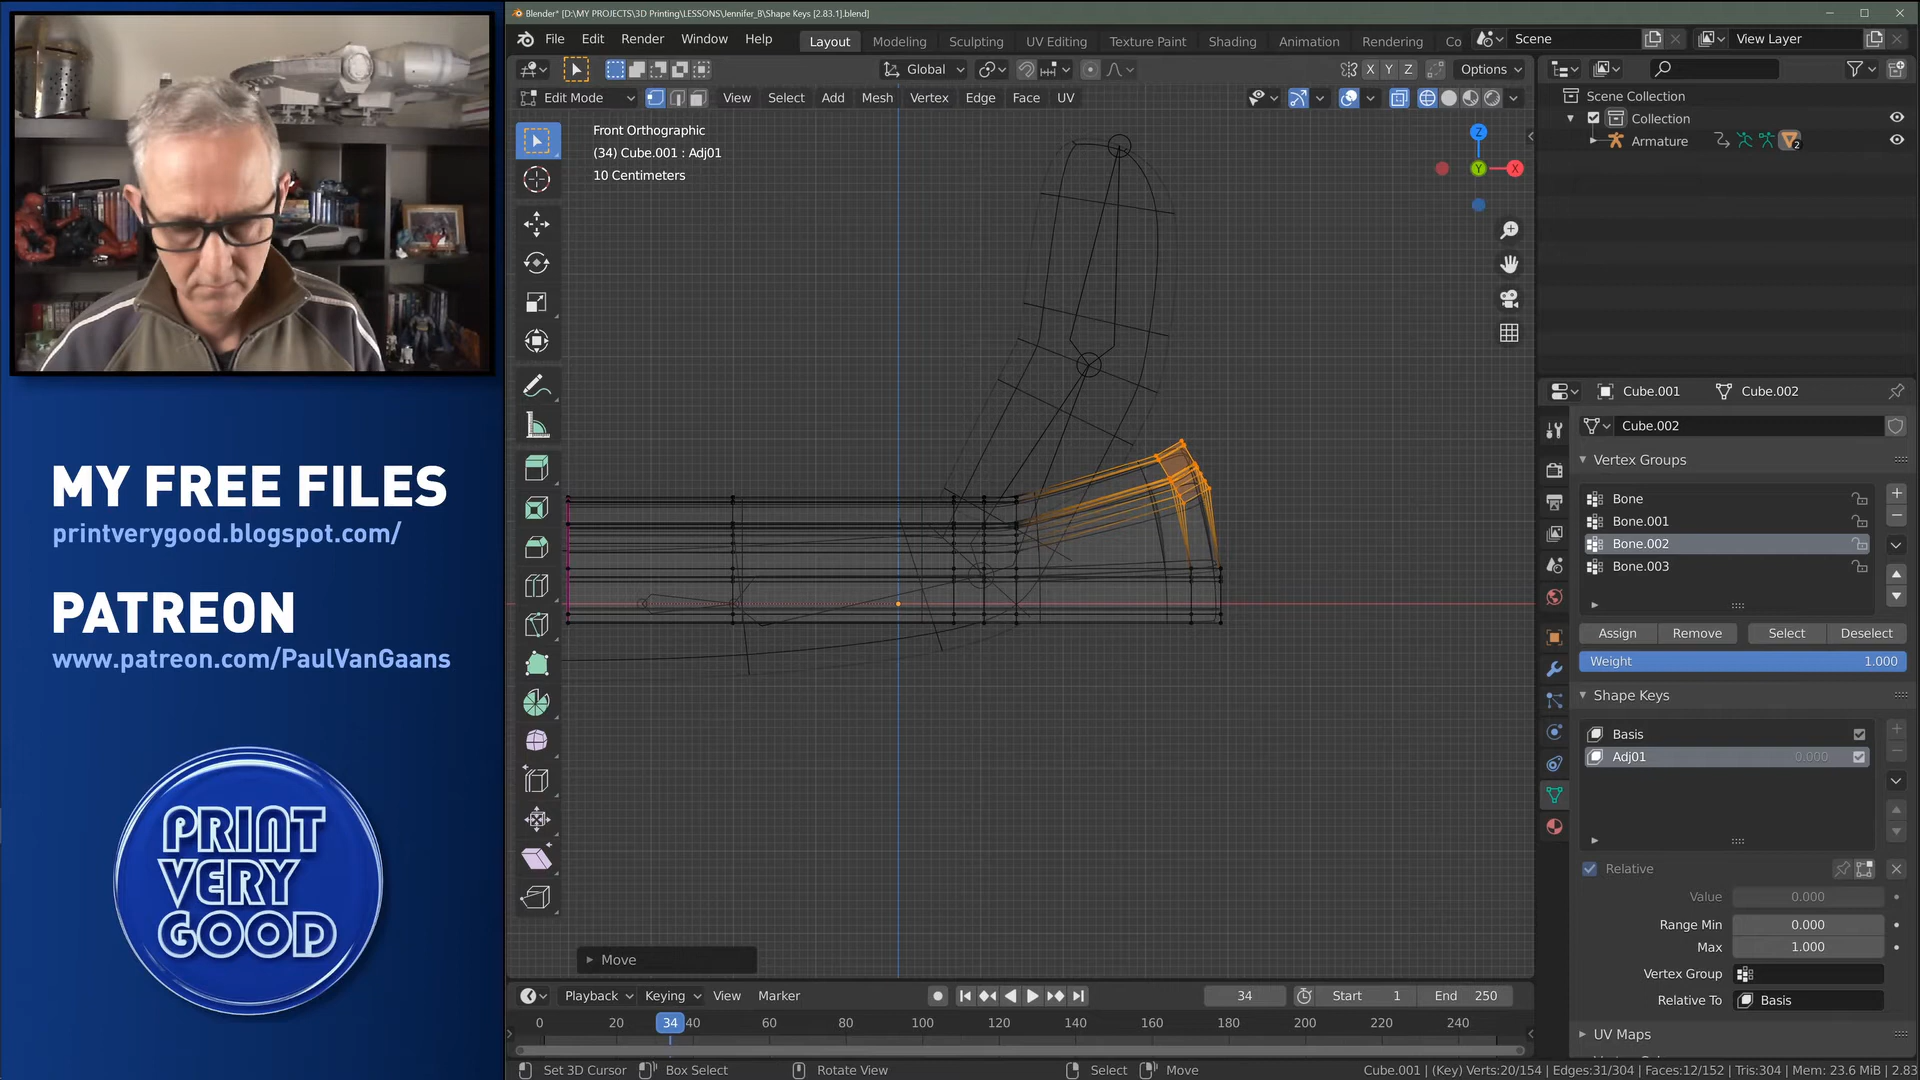 MY FREE FILES
printverygood.blogspot.com/
PATREON
www.patreon.com/PaulVanGaans
PRINT
VERY
GOOD
Blender* [D:\MY PROJECTS\3D Printing\LESSONS\Jennifer_B\Shape Keys [2.83.1].blend]
File Edit Render Window Help
Layout Modeling Sculpting UV Editing Texture Paint Shading Animation Rendering Co
Scene
View Layer
Global
X Y Z
Options
Edit Mode
View Select Add Mesh Vertex Edge Face UV
Front Orthographic
(34) Cube.001 : Adj01
10 Centimeters
Z
Y
X
Move
Scene Collection
Collection
Armature
2
Cube.001
Cube.002
Cube.002
Vertex Groups
Bone
Bone.001
Bone.002
Bone.003
Assign Remove Select Deselect
Weight 1.000
Shape Keys
Basis
Adj01 0.000
Relative
Value 0.000
Range Min 0.000
Max 1.000
Vertex Group
Relative To Basis
UV Maps
Playback Keying View Marker
34
Start 1
End 250
0 20 34 40 60 80 100 120 140 160 180 200 220 240
Set 3D Cursor
Box Select
Rotate View
Select
Move
Cube.001 | (Key) Verts:20/154 | Edges:31/304 | Faces:12/152 | Tris:304 | Mem: 23.6 MiB | 2.83